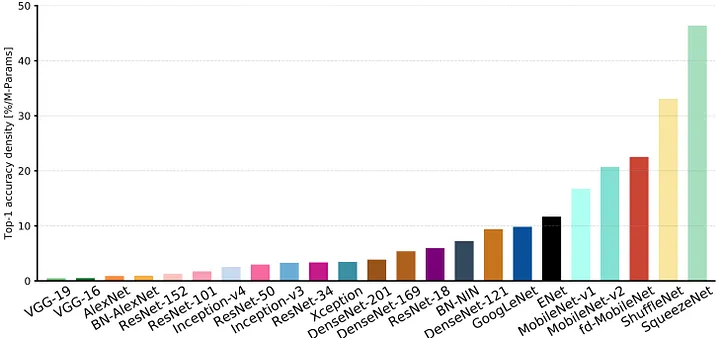 50
40
30
20
10
0
Top-1 accuracy density [%/M-Params]
VGG-19
VGG-16
AlexNet
BN-AlexNet
ResNet-152
ResNet-101
Inception-v4
ResNet-50
Inception-v3
ResNet-34
Xception
DenseNet-201
DenseNet-169
ResNet-18
BN-NIN
DenseNet-121
GoogLeNet
ENet
MobileNet-v1
MobileNet-v2
fd-MobileNet
ShuffleNet
SqueezeNet